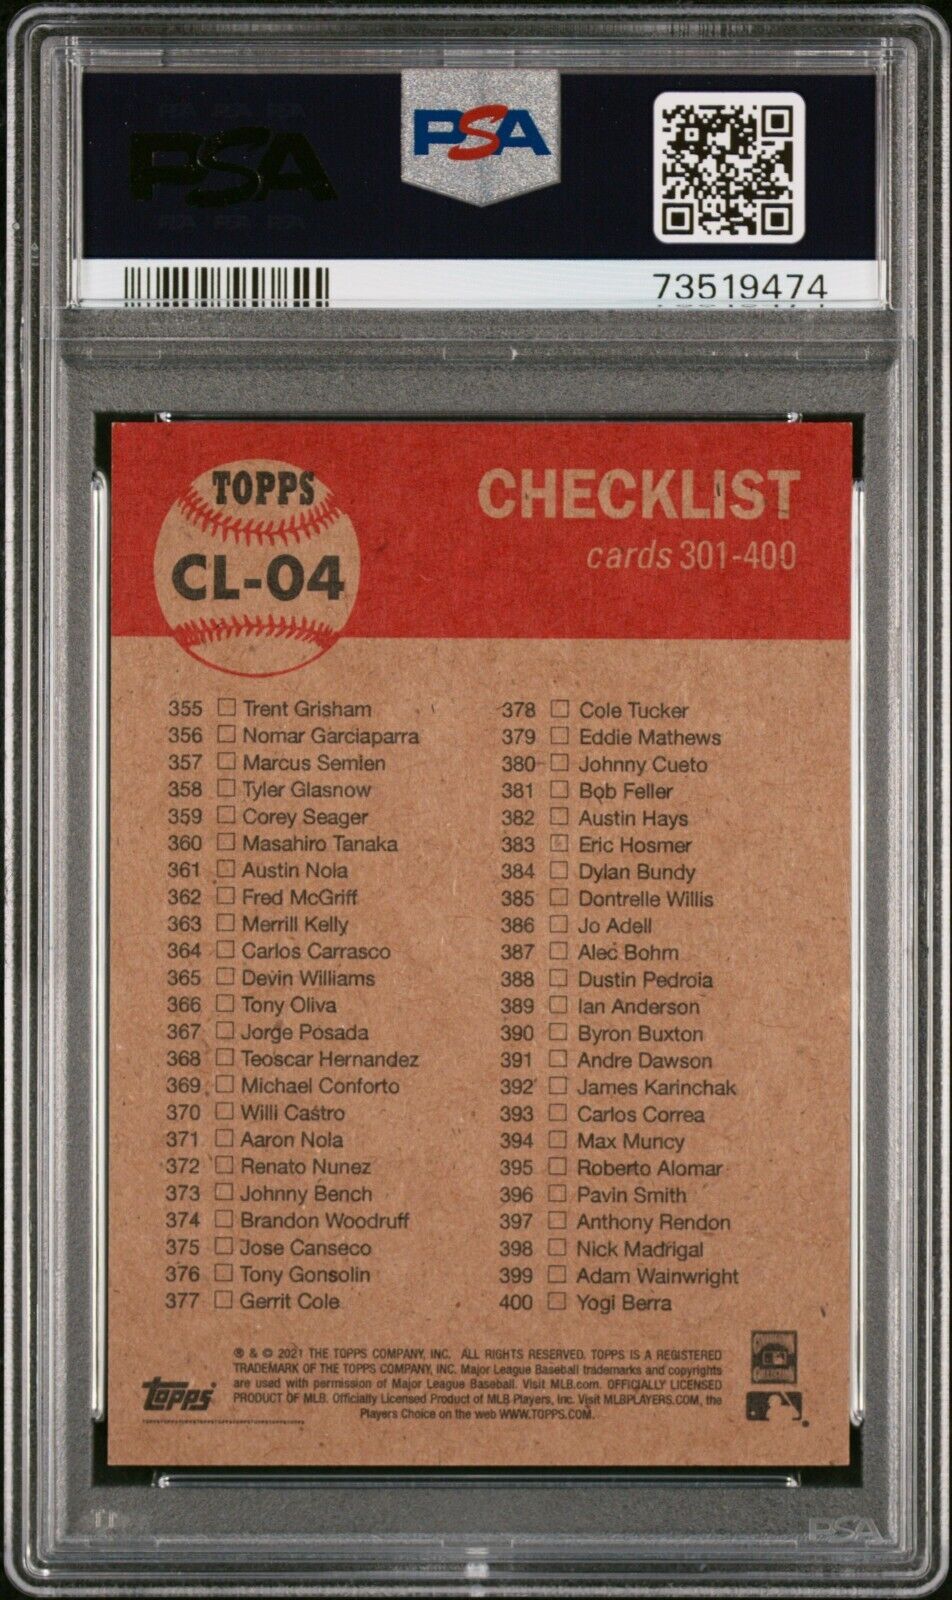 PSA PSA PSA
PSA
PSA PSA PSA
PSA
73519474
TOPPS
CL-04
CHECKLIST
cards 301-400
355 Trent Grisham
356 Nomar Garciaparra
357 Marcus Semien
358 Tyler Glasnow
359 Corey Seager
360 Masahiro Tanaka
361 Austin Nola
362 Fred McGriff
363 Merrill Kelly
364 Carlos Carrasco
365 Devin Williams
366 Tony Oliva
367 Jorge Posada
368 Teoscar Hernandez
369 Michael Conforto
370 Willi Castro
371 Aaron Nola
372 Renato Nunez
373 Johnny Bench
374 Brandon Woodruff
375 Jose Canseco
376 Tony Gonsolin
377 Gerrit Cole
378 Cole Tucker
379 Eddie Mathews
380 Johnny Cueto
381 Bob Feller
382 Austin Hays
383 Eric Hosmer
384 Dylan Bundy
385 Dontrelle Willis
386 Jo Adell
387 Alec Bohm
388 Dustin Pedroia
389 Ian Anderson
390 Byron Buxton
391 Andre Dawson
392 James Karinchak
393 Carlos Correa
394 Max Muncy
395 Roberto Alomar
396 Pavin Smith
397 Anthony Rendon
398 Nick Madrigal
399 Adam Wainwright
400 Yogi Berra
topps
® & © 2021 THE TOPPS COMPANY, INC. ALL RIGHTS RESERVED. TOPPS IS A REGISTERED
TRADEMARK OF THE TOPPS COMPANY, INC. Major League Baseball trademarks and copyrights
are used with permission of Major League Baseball. Visit MLB.com. OFFICIALLY LICENSED
PRODUCT OF MLB. Officially Licensed Product of MLB Players, Inc. Visit MLBPLAYERS.COM, the
Players Choice on the web WWW.TOPPS.COM.
PSA